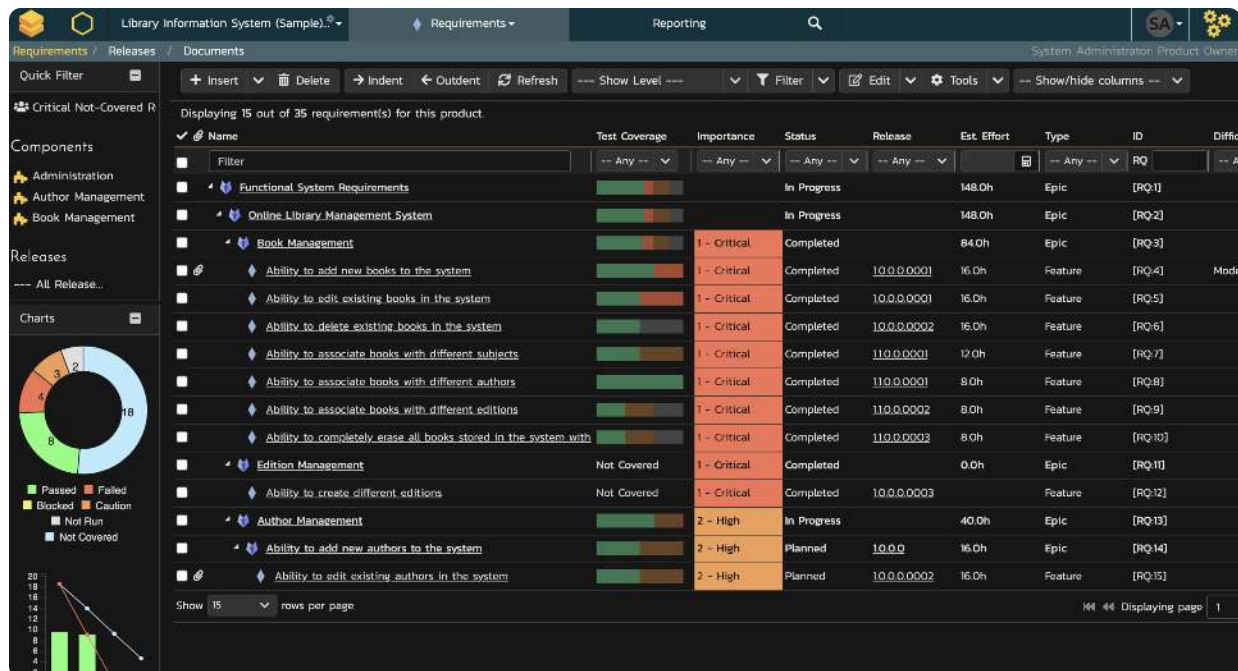 Library Information System (Sample)..
Requirements
Reporting
SA
Requirements / Releases / Documents
System Administrator Product Owner
Quick Filter
+ Insert Delete Indent Outdent Refresh --- Show Level --- Filter Edit Tools -- Show/hide columns --
Critical Not-Covered R
Displaying 15 out of 35 requirement(s) for this product.
Name Test Coverage Importance Status Release Est. Effort Type ID Diffic
Filter -- Any -- -- Any -- -- Any -- -- Any -- -- Any -- RQ -- A
Components
Administration
Author Management
Book Management
Releases
--- All Release...
Charts
3 2
4
18
8
Passed Failed
Blocked Caution
Not Run
Not Covered
20
18
16
14
12
10
8
6
4
Functional System Requirements In Progress 148.0h Epic [RQ:1]
Online Library Management System In Progress 148.0h Epic [RQ:2]
Book Management 1 - Critical Completed 84.0h Epic [RQ:3]
Ability to add new books to the system 1 - Critical Completed 1.0.0.0.0001 16.0h Feature [RQ:4] Mode
Ability to edit existing books in the system 1 - Critical Completed 1.0.0.0.0001 16.0h Feature [RQ:5]
Ability to delete existing books in the system 1 - Critical Completed 1.0.0.0.0002 16.0h Feature [RQ:6]
Ability to associate books with different subjects 1 - Critical Completed 1.1.0.0.0001 12.0h Feature [RQ:7]
Ability to associate books with different authors 1 - Critical Completed 1.1.0.0.0001 8.0h Feature [RQ:8]
Ability to associate books with different editions 1 - Critical Completed 1.1.0.0.0002 8.0h Feature [RQ:9]
Ability to completely erase all books stored in the system with 1 - Critical Completed 1.1.0.0.0003 8.0h Feature [RQ:10]
Edition Management Not Covered 1 - Critical Completed 0.0h Epic [RQ:11]
Ability to create different editions Not Covered 1 - Critical Completed 1.0.0.0.0003 Feature [RQ:12]
Author Management 2 - High In Progress 40.0h Epic [RQ:13]
Ability to add new authors to the system 2 - High Planned 1.0.0.0 16.0h Epic [RQ:14]
Ability to edit existing authors in the system 2 - High Planned 1.0.0.0.0002 16.0h Feature [RQ:15]
Show 15 rows per page
Displaying page 1